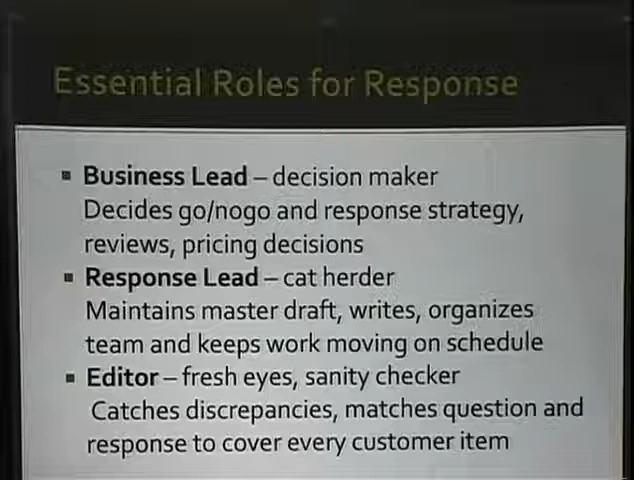 Essential Roles for Response
▪ Business Lead – decision maker
Decides go/nogo and response strategy,
reviews, pricing decisions
▪ Response Lead – cat herder
Maintains master draft, writes, organizes
team and keeps work moving on schedule
▪ Editor – fresh eyes, sanity checker
Catches discrepancies, matches question and
response to cover every customer item